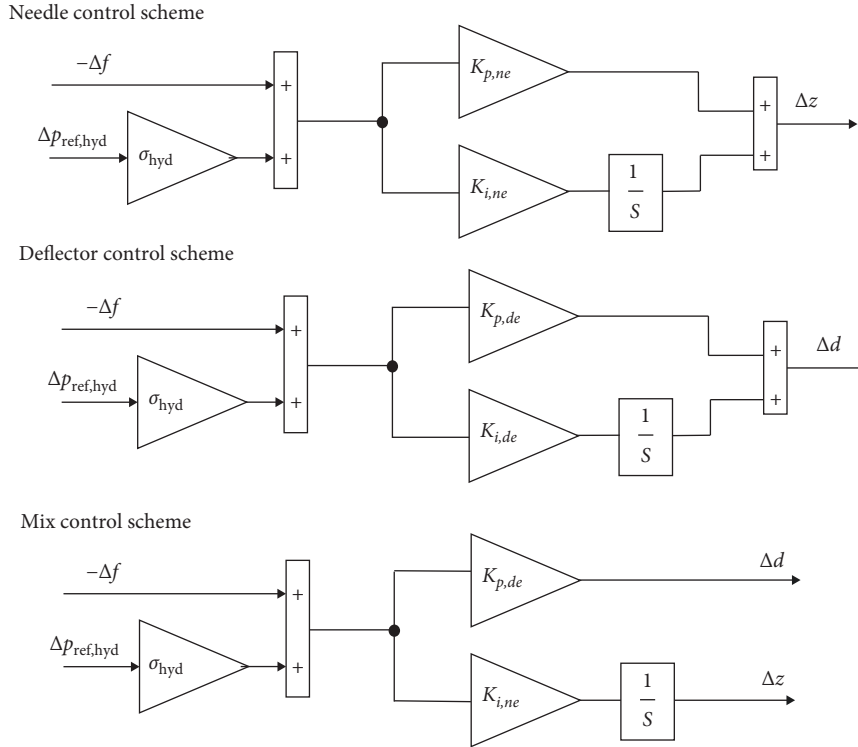 Needle control scheme
−Δf
+
Δp_ref,hyd
σ_hyd
+
K_p,ne
K_i,ne
1
S
+
+
Δz
Deflector control scheme
−Δf
+
Δp_ref,hyd
σ_hyd
+
K_p,de
K_i,de
1
S
+
+
Δd
Mix control scheme
−Δf
+
Δp_ref,hyd
σ_hyd
+
K_p,de
Δd
K_i,ne
1
S
Δz